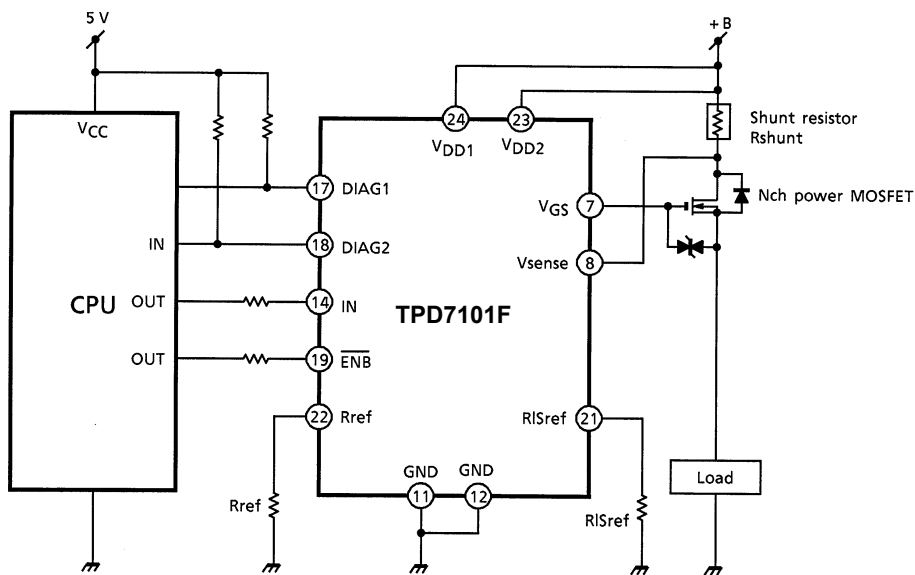 5 V
+ B
VCC
24
23
VDD1
VDD2
Shunt resistor
Rshunt
17
DIAG1
VGS
7
Nch power MOSFET
IN
18
DIAG2
Vsense
8
CPU
OUT
14
IN
TPD7101F
OUT
19
ENB
22
Rref
RISref
21
GND
GND
11
12
Load
Rref
RISref